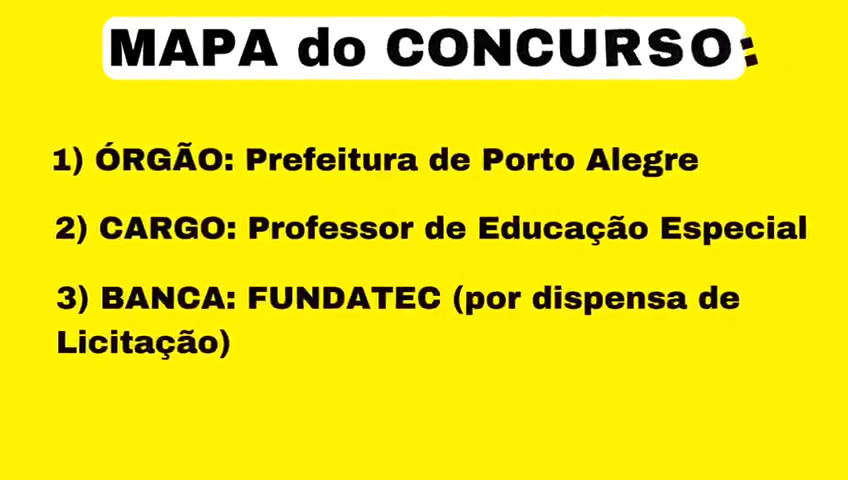 MAPA do CONCURSO:
1) ÓRGÃO: Prefeitura de Porto Alegre
2) CARGO: Professor de Educação Especial
3) BANCA: FUNDATEC (por dispensa de
Licitação)